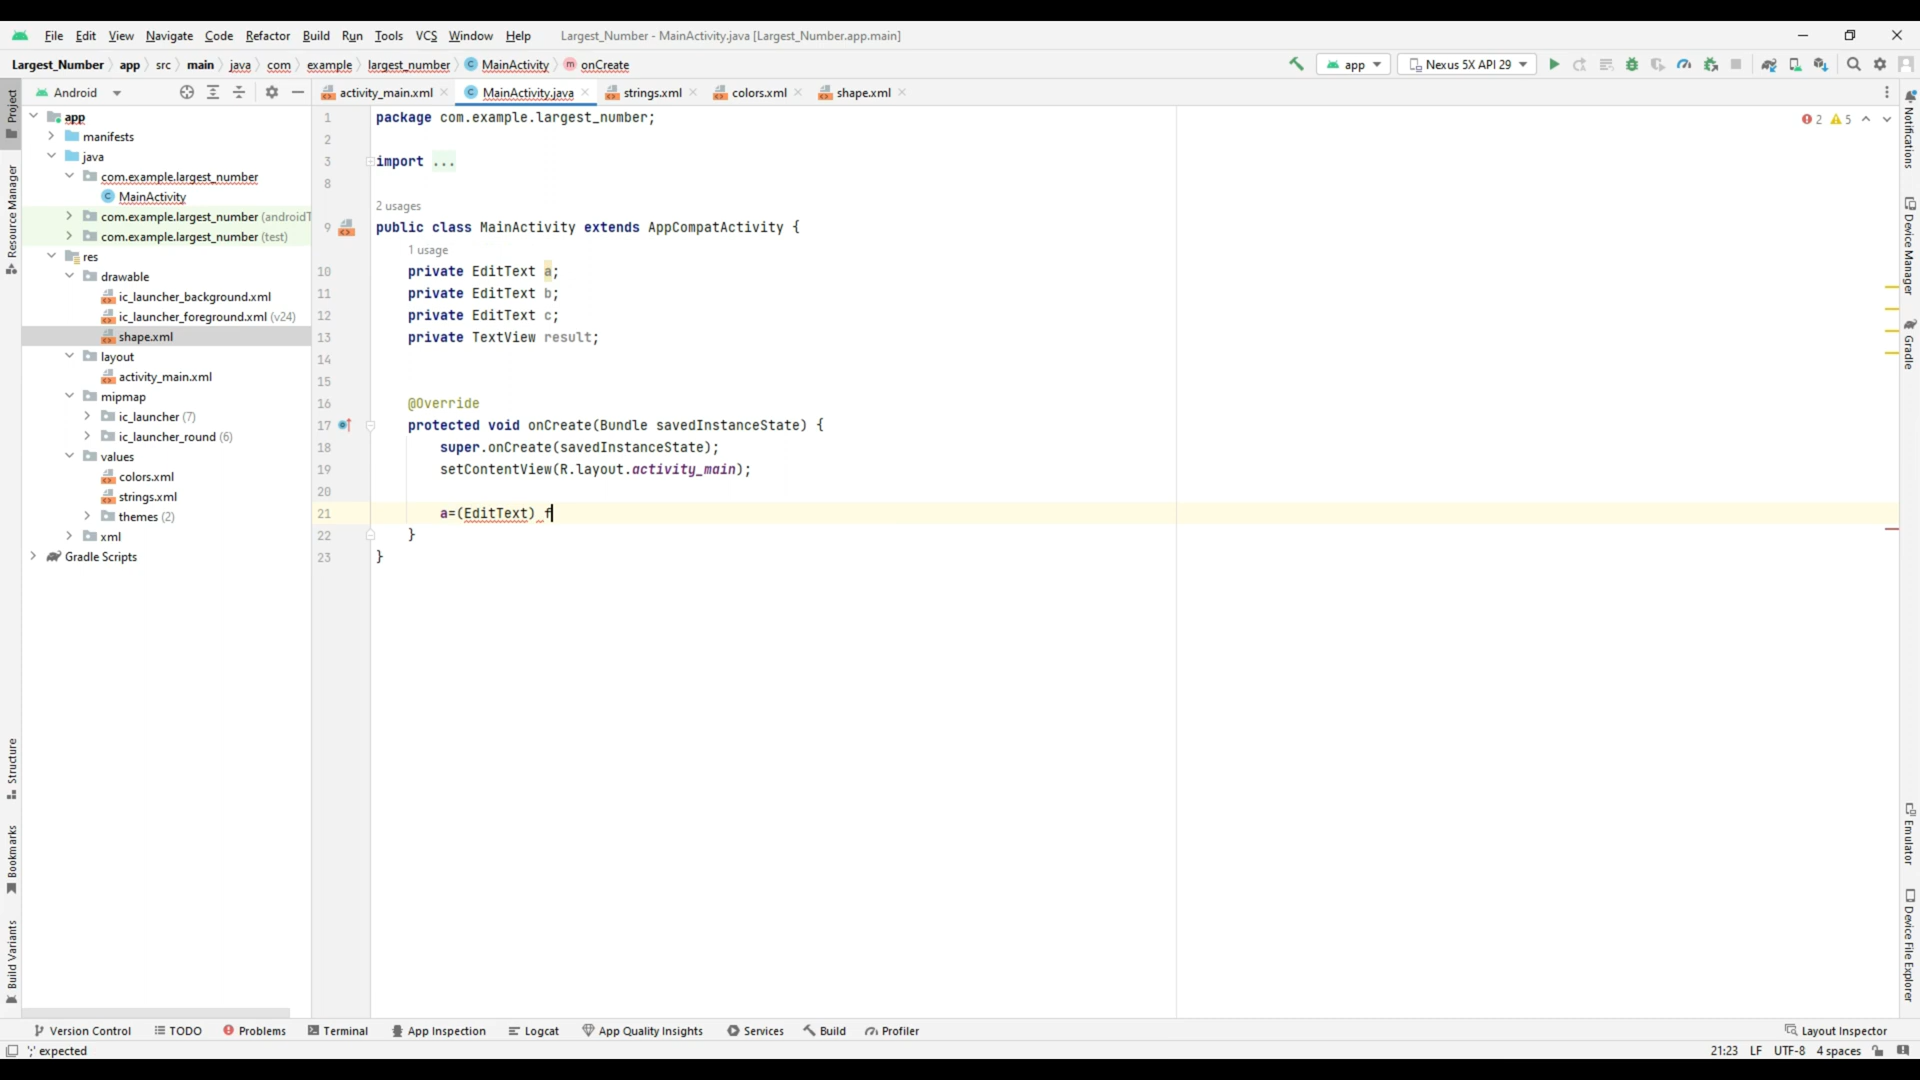 File Edit View Navigate Code Refactor Build Run Tools VCS Window Help Largest_Number - MainActivity.java [Largest_Number.app.main]
Largest_Number app src main java com example largest_number MainActivity onCreate app Nexus 5X API 29
Android activity_main.xml MainActivity.java strings.xml colors.xml shape.xml
Project
Resource Manager
Structure
Bookmarks
Build Variants
app
manifests
java
com.example.largest_number
MainActivity
com.example.largest_number (androidT
com.example.largest_number (test)
res
drawable
ic_launcher_background.xml
ic_launcher_foreground.xml (v24)
shape.xml
layout
activity_main.xml
mipmap
ic_launcher (7)
ic_launcher_round (6)
values
colors.xml
strings.xml
themes (2)
xml
Gradle Scripts
1 package com.example.largest_number;
2
3 import ...
8
2 usages
9 public class MainActivity extends AppCompatActivity {
1 usage
10 private EditText a;
11 private EditText b;
12 private EditText c;
13 private TextView result;
14
15
16 @Override
17 protected void onCreate(Bundle savedInstanceState) {
18 super.onCreate(savedInstanceState);
19 setContentView(R.layout.activity_main);
20
21 a=(EditText) f
22 }
23 }
2 5
Notifications
Device Manager
Gradle
Emulator
Device File Explorer
Version Control TODO Problems Terminal App Inspection Logcat App Quality Insights Services Build Profiler Layout Inspector
';' expected 21:23 LF UTF-8 4 spaces